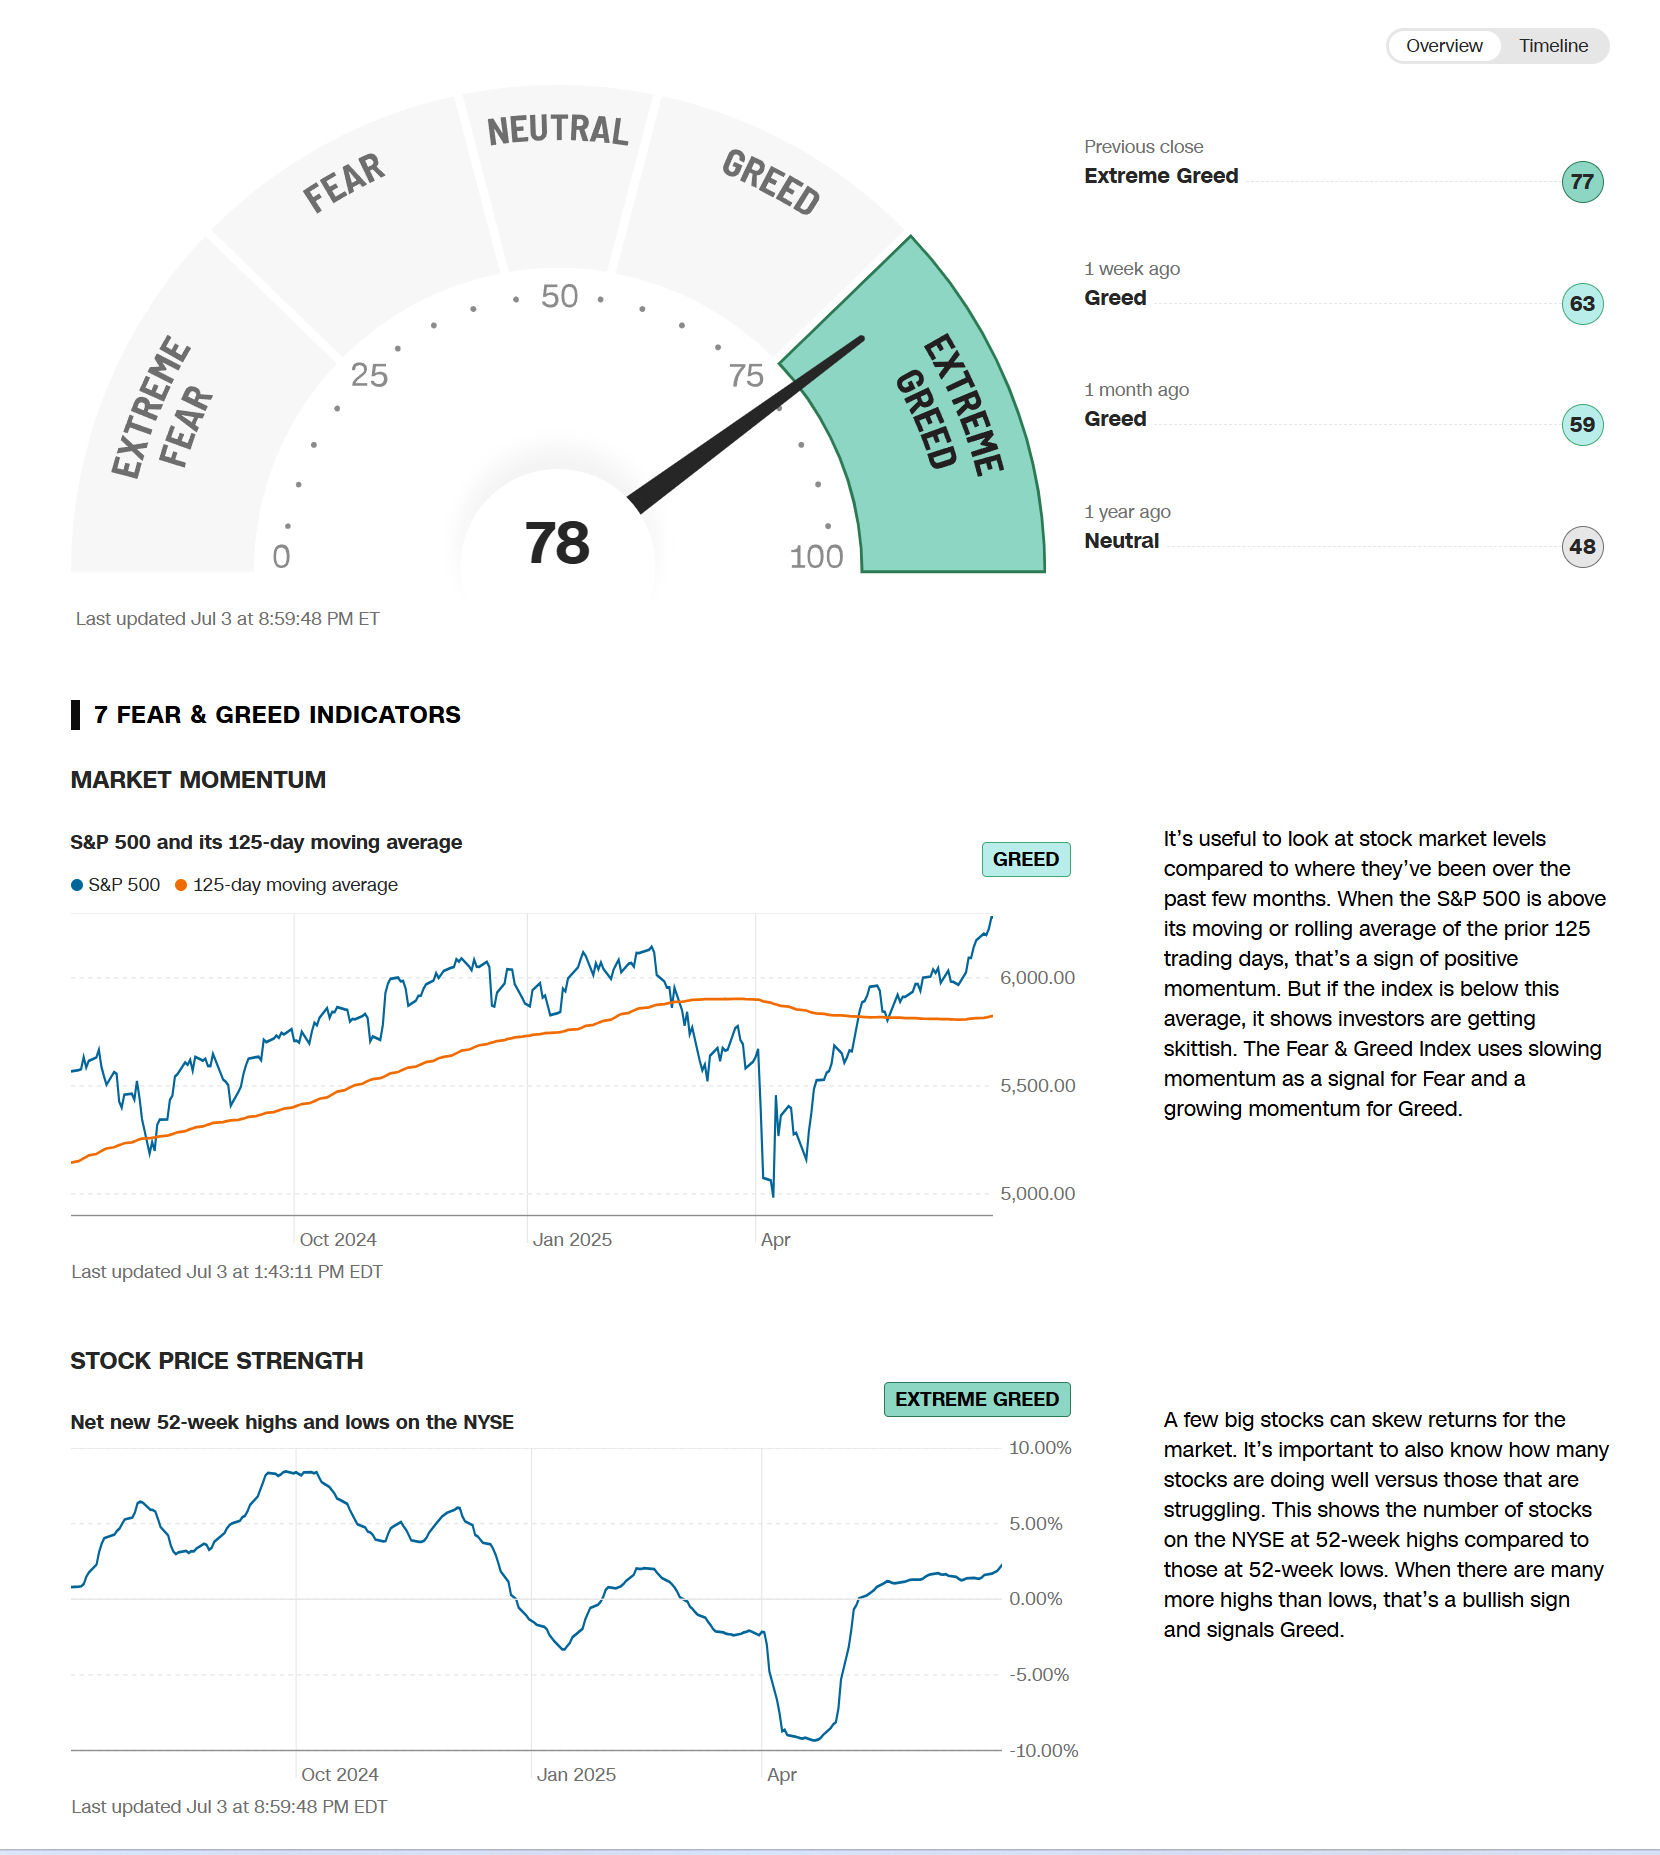 Overview
Timeline
EXTREME
FEAR
FEAR
NEUTRAL
GREED
EXTREME
GREED
0
25
50
75
100
78
Last updated Jul 3 at 8:59:48 PM ET
Previous close
Extreme Greed
77
1 week ago
Greed
63
1 month ago
Greed
59
1 year ago
Neutral
48
7 FEAR & GREED INDICATORS
MARKET MOMENTUM
S&P 500 and its 125-day moving average
GREED
S&P 500
125-day moving average
6,000.00
5,500.00
5,000.00
Oct 2024
Jan 2025
Apr
Last updated Jul 3 at 1:43:11 PM EDT
It's useful to look at stock market levels
compared to where they've been over the
past few months. When the S&P 500 is above
its moving or rolling average of the prior 125
trading days, that's a sign of positive
momentum. But if the index is below this
average, it shows investors are getting
skittish. The Fear & Greed Index uses slowing
momentum as a signal for Fear and a
growing momentum for Greed.
STOCK PRICE STRENGTH
EXTREME GREED
Net new 52-week highs and lows on the NYSE
10.00%
5.00%
0.00%
-5.00%
-10.00%
Oct 2024
Jan 2025
Apr
Last updated Jul 3 at 8:59:48 PM EDT
A few big stocks can skew returns for the
market. It's important to also know how many
stocks are doing well versus those that are
struggling. This shows the number of stocks
on the NYSE at 52-week highs compared to
those at 52-week lows. When there are many
more highs than lows, that's a bullish sign
and signals Greed.